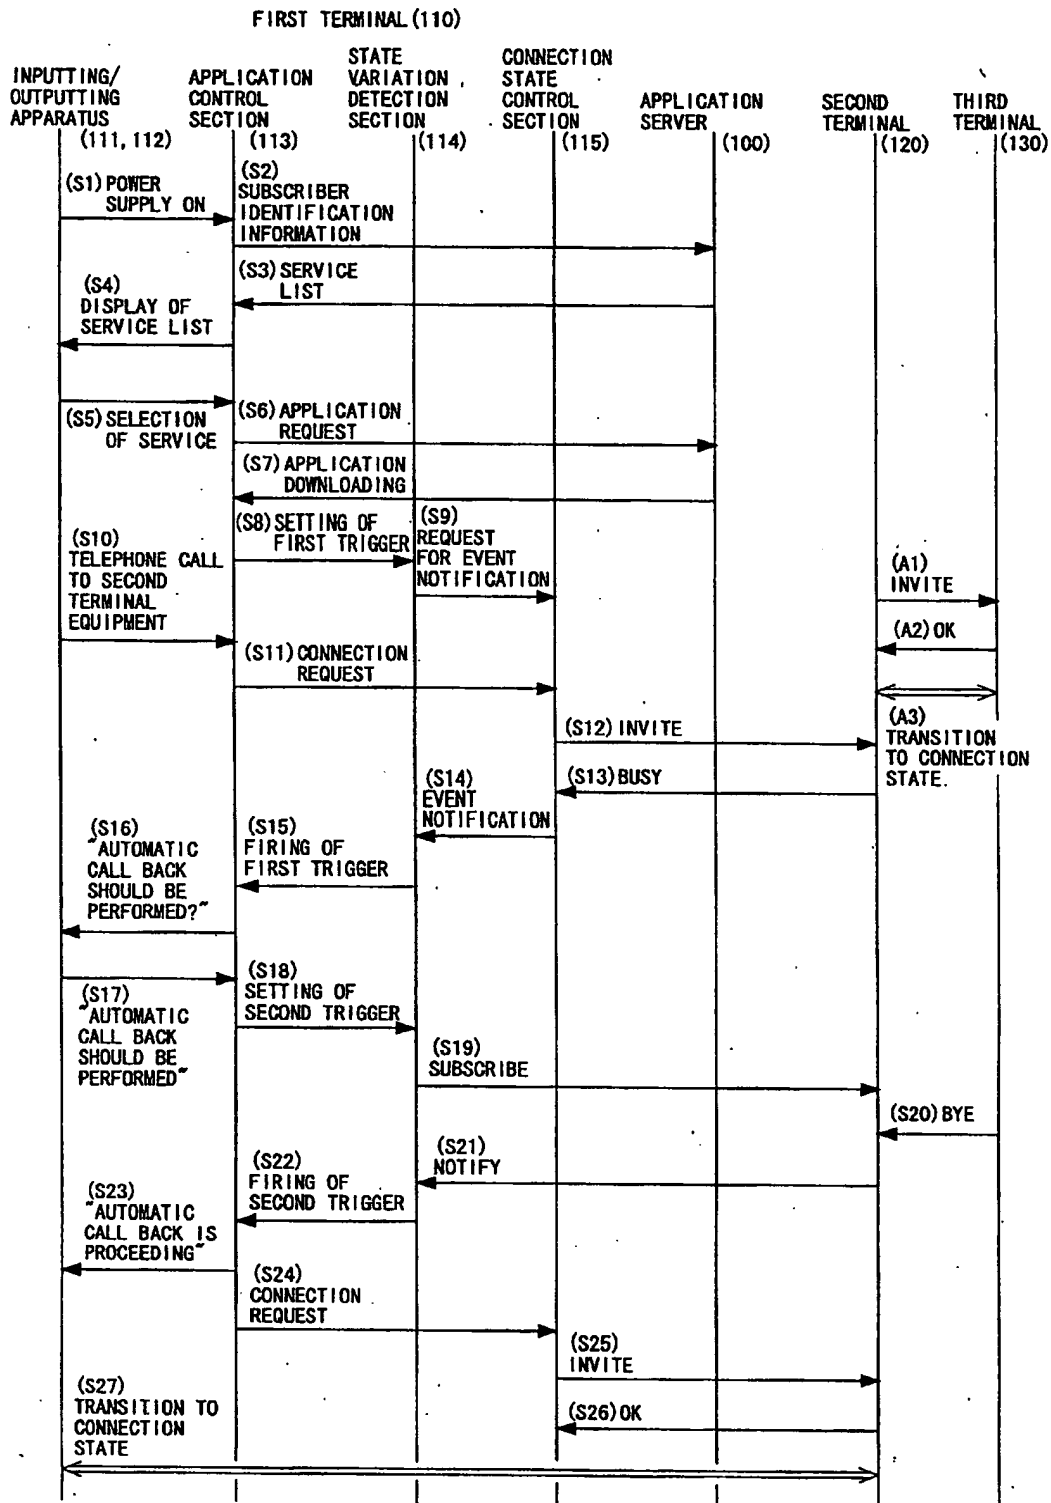 FIRST TERMINAL(110)
INPUTTING/
OUTPUTTING
APPARATUS
(111, 112)
APPLICATION
CONTROL
SECTION
(113)
STATE
VARIATION
DETECTION
SECTION
(114)
CONNECTION
STATE
CONTROL
SECTION
(115)
APPLICATION
SERVER
(100)
SECOND
TERMINAL
(120)
THIRD
TERMINAL
(130)
(S1) POWER
SUPPLY ON
(S2)
SUBSCRIBER
IDENTIFICATION
INFORMATION
(S3) SERVICE
LIST
(S4)
DISPLAY OF
SERVICE LIST
(S5) SELECTION
OF SERVICE
(S6) APPLICATION
REQUEST
(S7) APPLICATION
DOWNLOADING
(S8) SETTING OF
FIRST TRIGGER
(S9)
REQUEST
FOR EVENT
NOTIFICATION
(S10)
TELEPHONE CALL
TO SECOND
TERMINAL
EQUIPMENT
(A1)
INVITE
(A2) OK
(S11) CONNECTION
REQUEST
(A3)
TRANSITION
TO CONNECTION
STATE.
(S12) INVITE
(S13) BUSY
(S14)
EVENT
NOTIFICATION
(S15)
FIRING OF
FIRST TRIGGER
(S16)
"AUTOMATIC
CALL BACK
SHOULD BE
PERFORMED?"
(S17)
"AUTOMATIC
CALL BACK
SHOULD BE
PERFORMED"
(S18)
SETTING OF
SECOND TRIGGER
(S19)
SUBSCRIBE
(S20) BYE
(S21)
NOTIFY
(S22)
FIRING OF
SECOND TRIGGER
(S23)
"AUTOMATIC
CALL BACK IS
PROCEEDING"
(S24)
CONNECTION
REQUEST
(S25)
INVITE
(S26) OK
(S27)
TRANSITION TO
CONNECTION
STATE